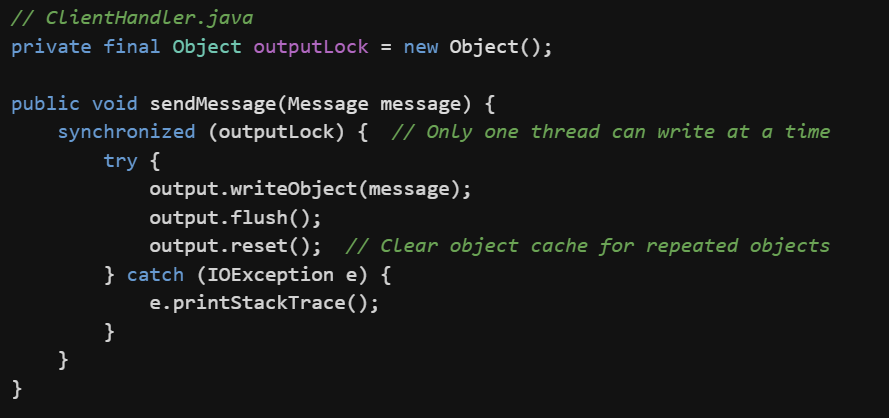 // ClientHandler.java
private final Object outputLock = new Object();

public void sendMessage(Message message) {
    synchronized (outputLock) {  // Only one thread can write at a time
        try {
            output.writeObject(message);
            output.flush();
            output.reset();  // Clear object cache for repeated objects
        } catch (IOException e) {
            e.printStackTrace();
        }
    }
}